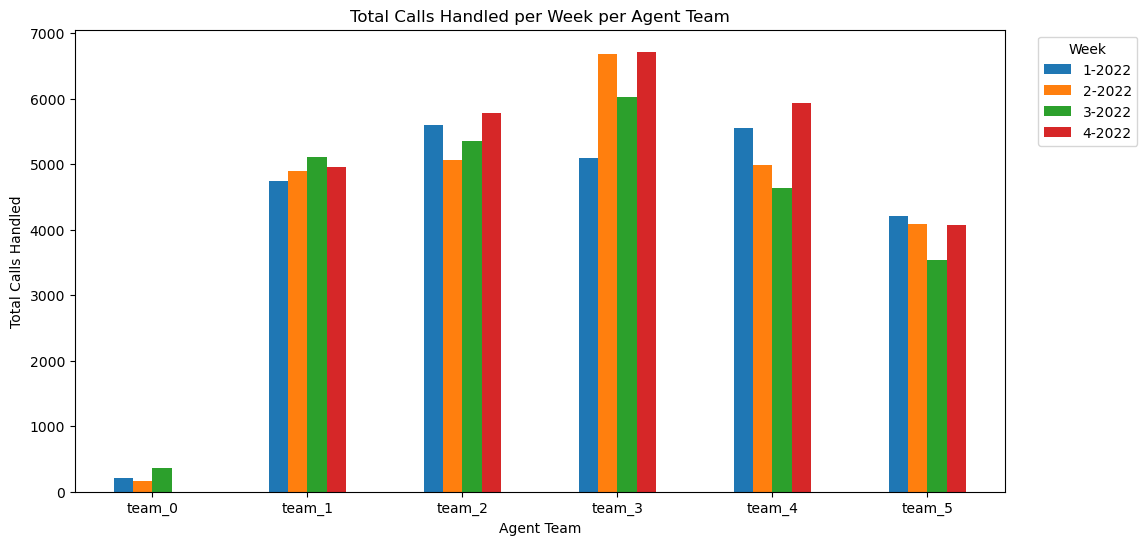 Total Calls Handled per Week per Agent Team
Total Calls Handled
7000
6000
5000
4000
3000
2000
1000
0
team_0 team_1 team_2 team_3 team_4 team_5
Agent Team
Week
1-2022
2-2022
3-2022
4-2022